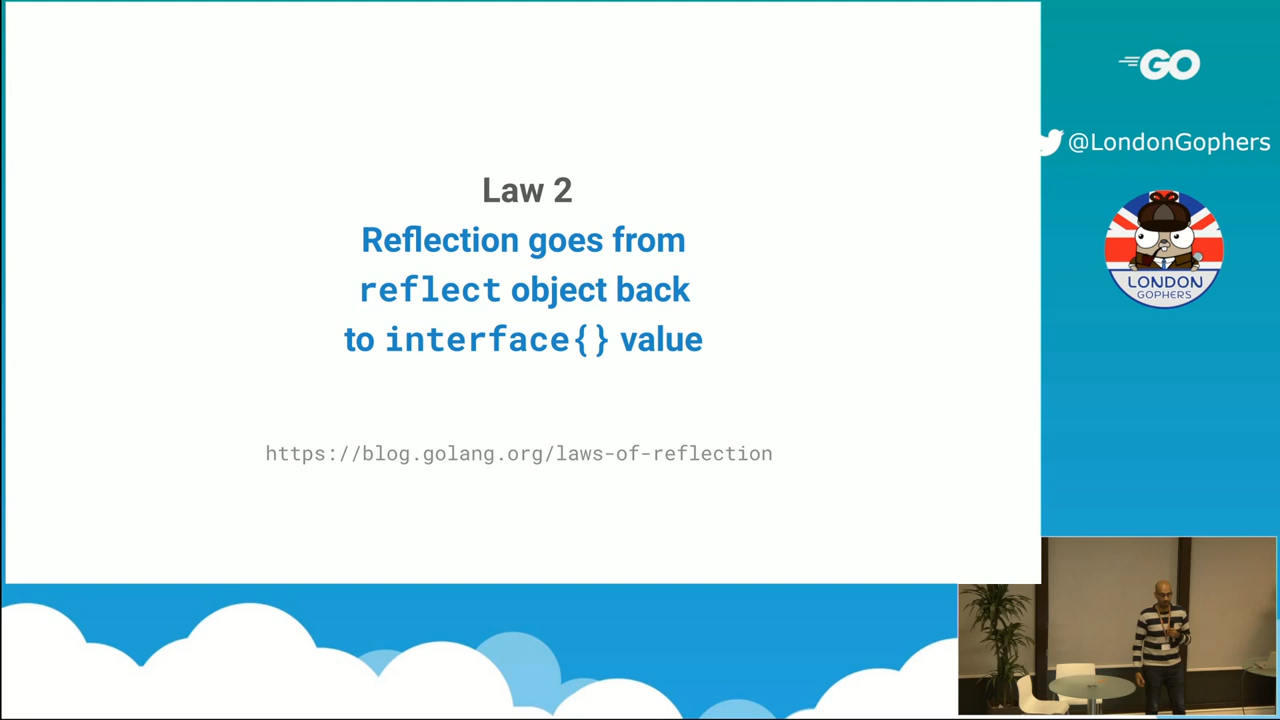 Law 2
Reflection goes from
reflect object back
to interface{} value
https://blog.golang.org/laws-of-reflection
GO
@LondonGophers
LONDON
GOPHERS